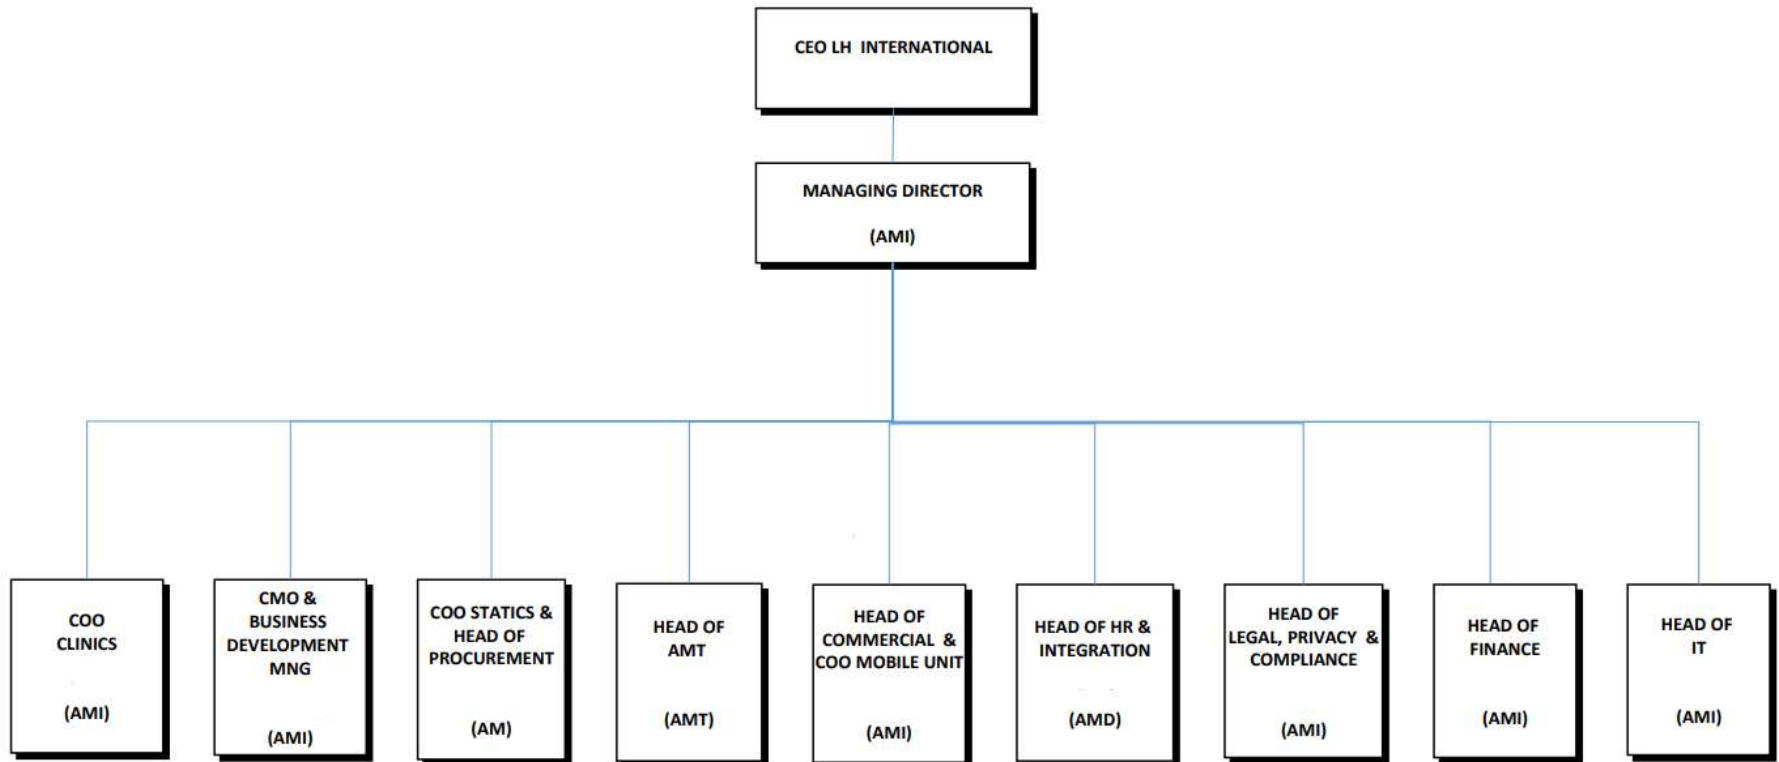 CEO LH INTERNATIONAL
MANAGING DIRECTOR
(AMI)
COO
CLINICS
(AMI)
CMO &
BUSINESS
DEVELOPMENT
MNG
(AMI)
COO STATICS &
HEAD OF
PROCUREMENT
(AM)
HEAD OF
AMT
(AMT)
HEAD OF
COMMERCIAL &
COO MOBILE UNIT
(AMI)
HEAD OF HR &
INTEGRATION
(AMD)
HEAD OF
LEGAL, PRIVACY &
COMPLIANCE
(AMI)
HEAD OF
FINANCE
(AMI)
HEAD OF
IT
(AMI)